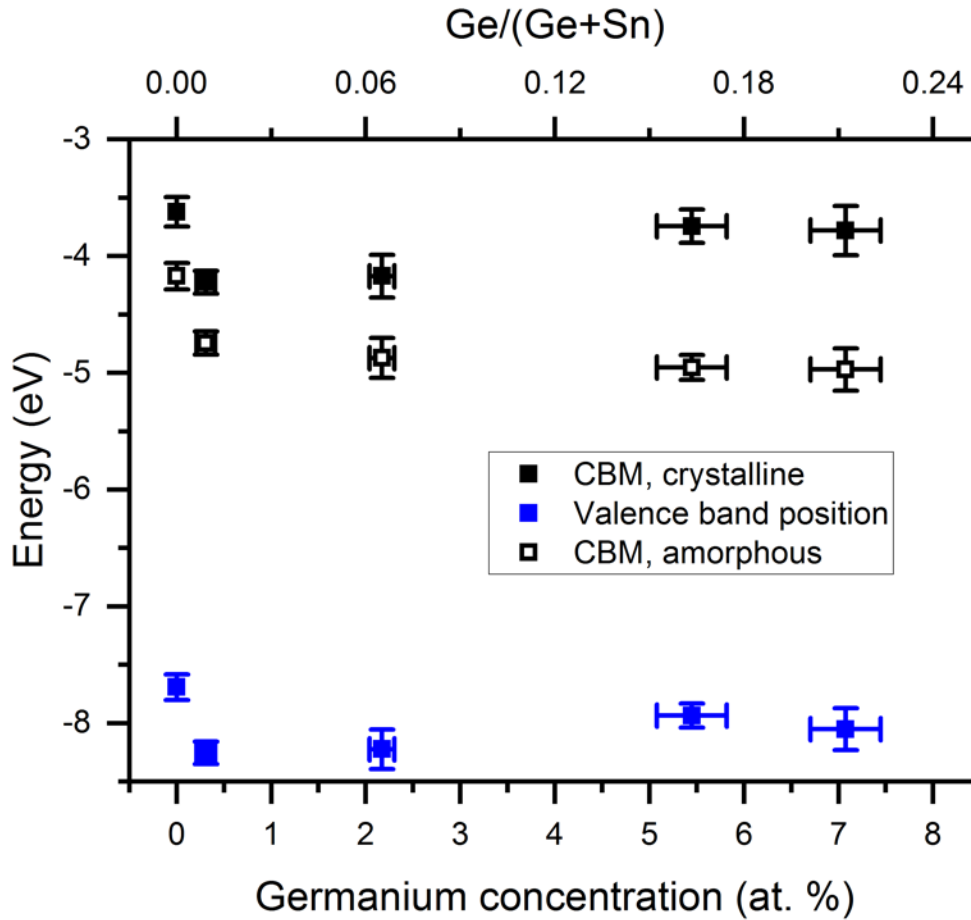 Ge/(Ge+Sn)
0.00 0.06 0.12 0.18 0.24
-3
-4
-5
-6
-7
-8
Energy (eV)
CBM, crystalline
Valence band position
CBM, amorphous
0 1 2 3 4 5 6 7 8
Germanium concentration (at. %)